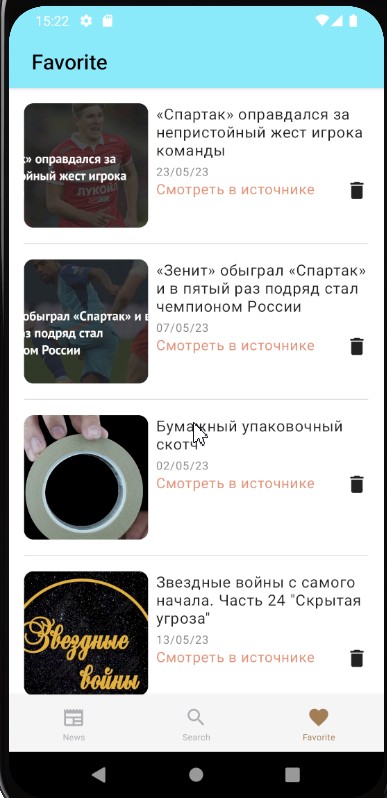 15:22
Favorite
«Спартак» оправдался за
непристойный жест игрока
команды
23/05/23
Смотреть в источнике
к» оправдался за
ойный жест игрока
ЛУКОЙЛ
«Зенит» обыграл «Спартак»
и в пятый раз подряд стал
чемпионом России
07/05/23
Смотреть в источнике
обыграл «Спартак» и в
аз подряд стал
ом России
Бумажный упаковочный
скотч
02/05/23
Смотреть в источнике
Звездные войны с самого
начала. Часть 24 "Скрытая
угроза"
13/05/23
Смотреть в источнике
Звездные
войны
News
Search
Favorite